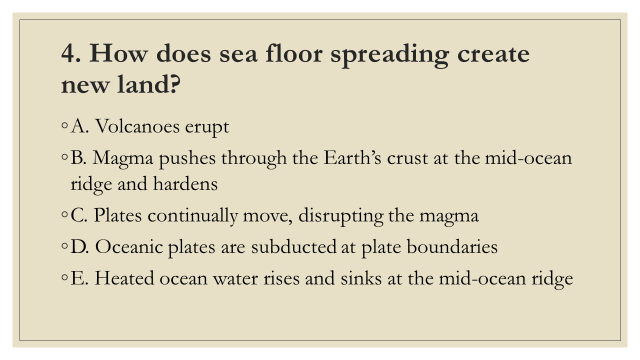 4. How does sea floor spreading create
new land?
◦A. Volcanoes erupt
◦B. Magma pushes through the Earth’s crust at the mid-ocean
ridge and hardens
◦C. Plates continually move, disrupting the magma
◦D. Oceanic plates are subducted at plate boundaries
◦E. Heated ocean water rises and sinks at the mid-ocean ridge